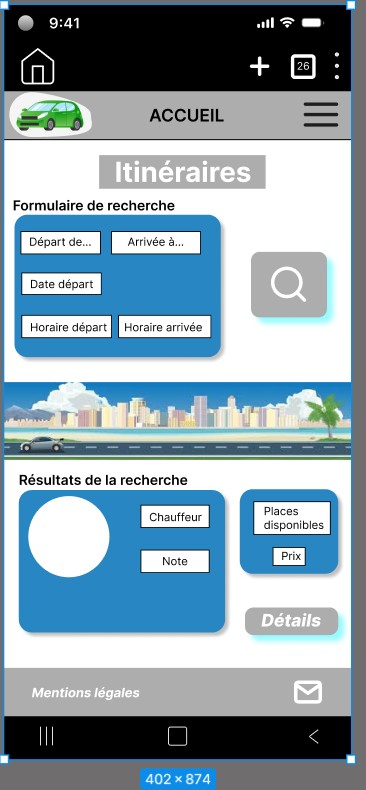 9:41
26
ACCUEIL
Itinéraires
Formulaire de recherche
Départ de...
Arrivée à...
Date départ
Horaire départ
Horaire arrivée
Résultats de la recherche
Chauffeur
Note
Places
disponibles
Prix
Détails
Mentions légales
402 × 874